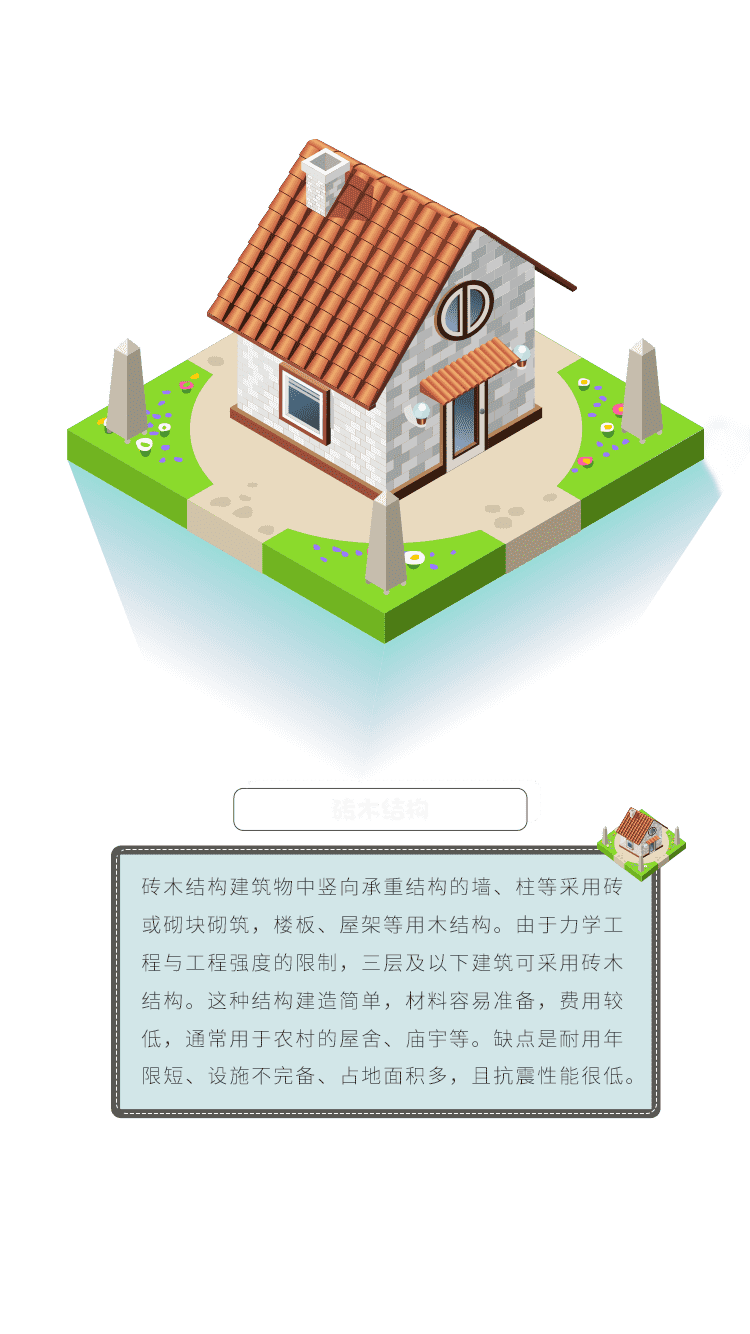 砖木结构
砖木结构建筑物中竖向承重结构的墙、柱等采用砖
或砌块砌筑，楼板、屋架等用木结构。由于力学工
程与工程强度的限制，三层及以下建筑可采用砖木
结构。这种结构建造简单，材料容易准备，费用较
低，通常用于农村的屋舍、庙宇等。缺点是耐用年
限短、设施不完备、占地面积多，且抗震性能很低。